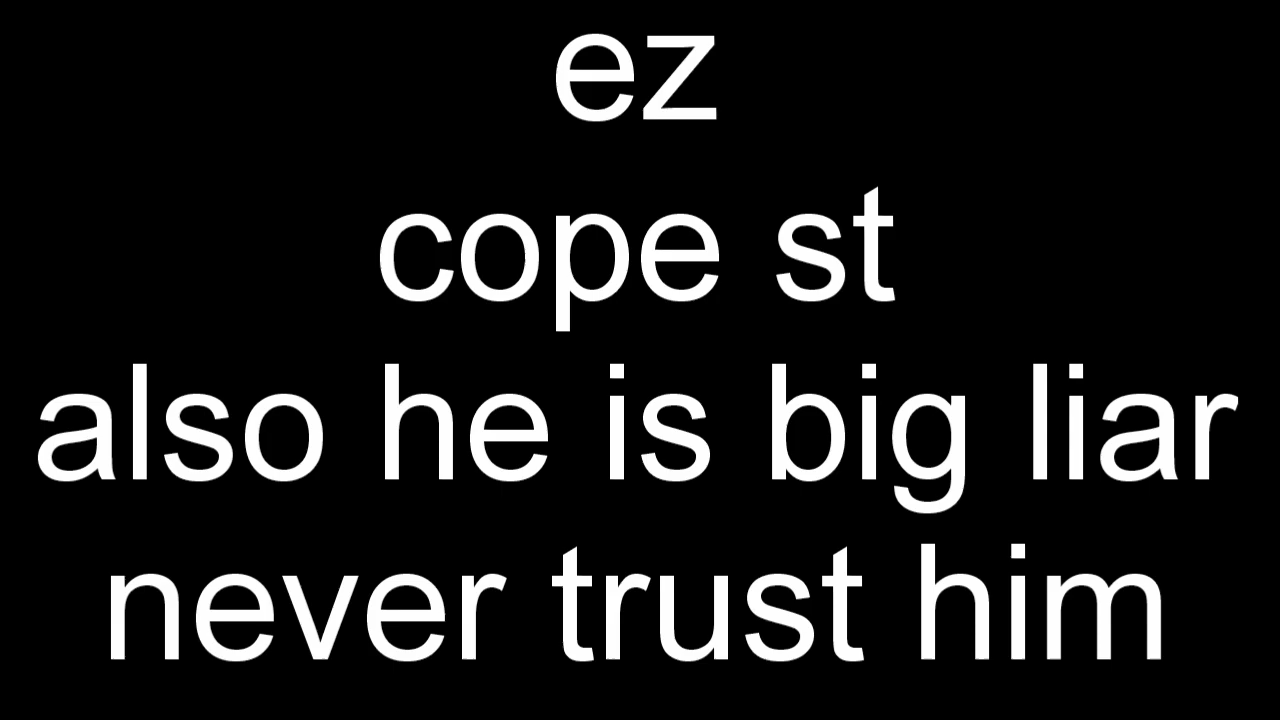 ez
cope st
also he is big liar
never trust him